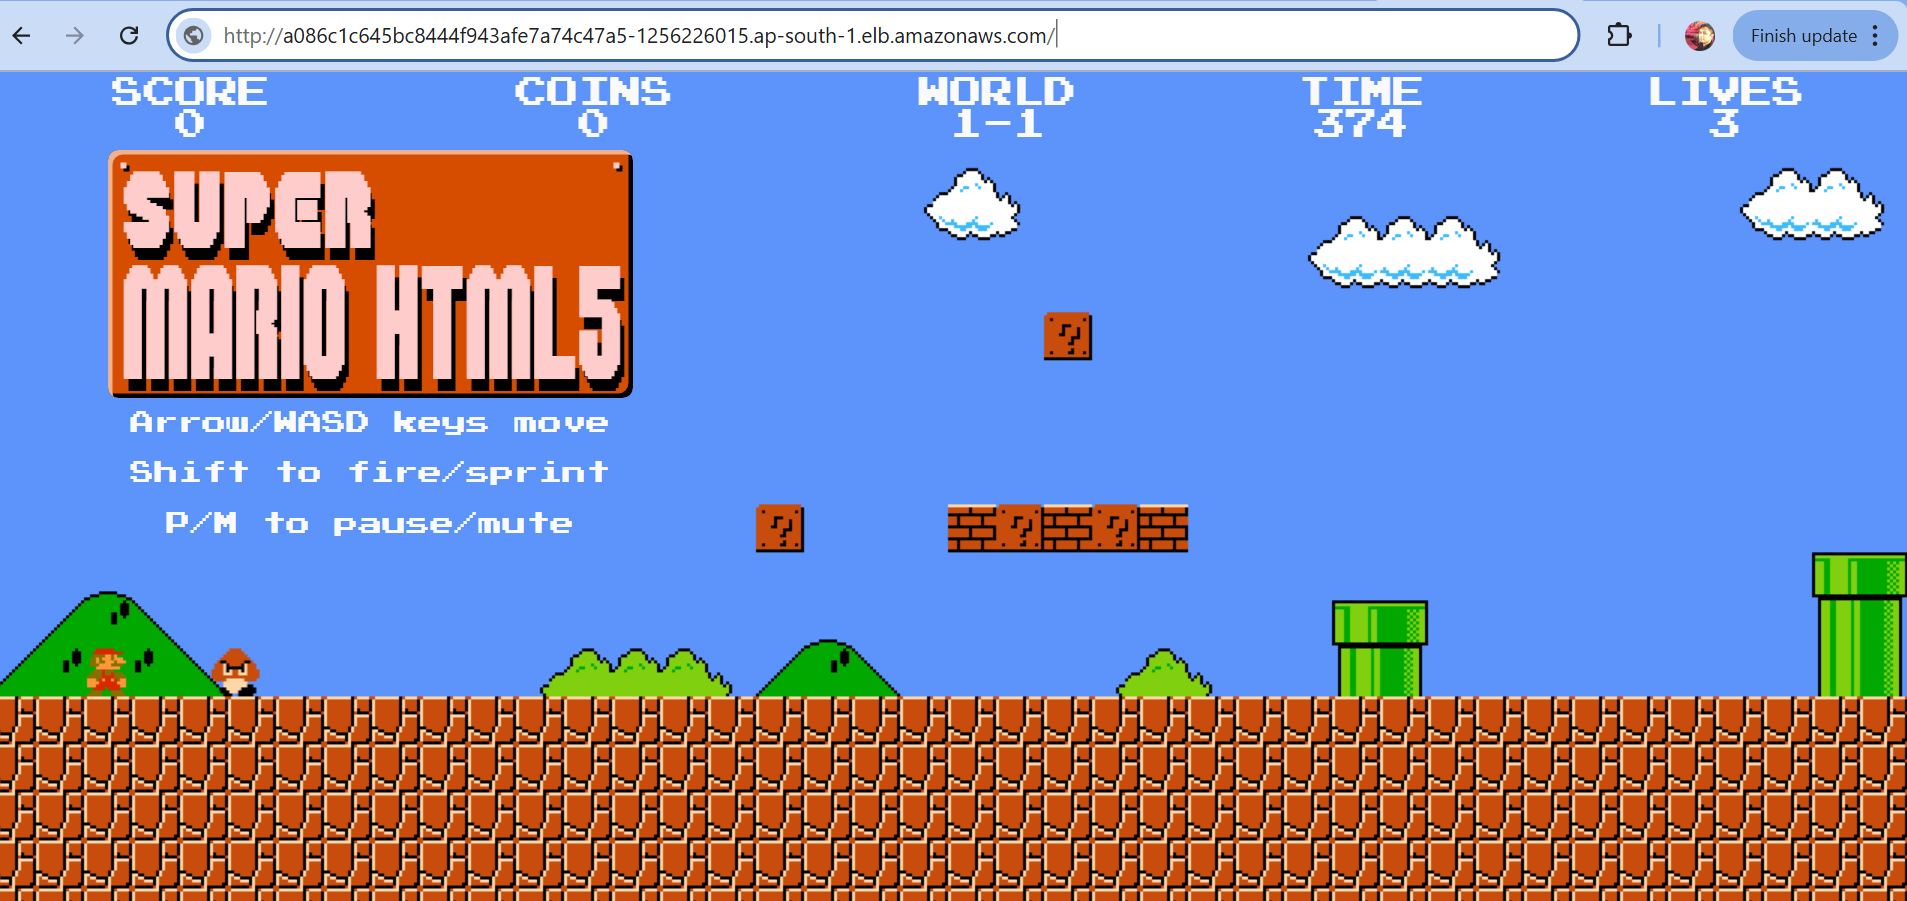 http://a086c1c645bc8444f943afe7a74c47a5-1256226015.ap-south-1.elb.amazonaws.com/
Finish update
SCORE COINS WORLD TIME LIVES
0 0 1-1 374 3
SUPER
MARIO HTML5
Arrow/WASD keys move
Shift to fire/sprint
P/M to pause/mute
? 
?
? ?